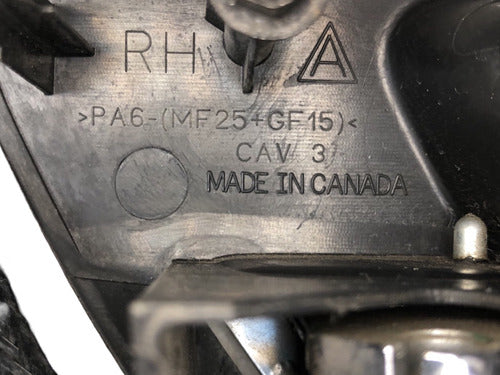 RH A
>PA6-(MF25+GF15)<
CAV 3
MADE IN CANADA